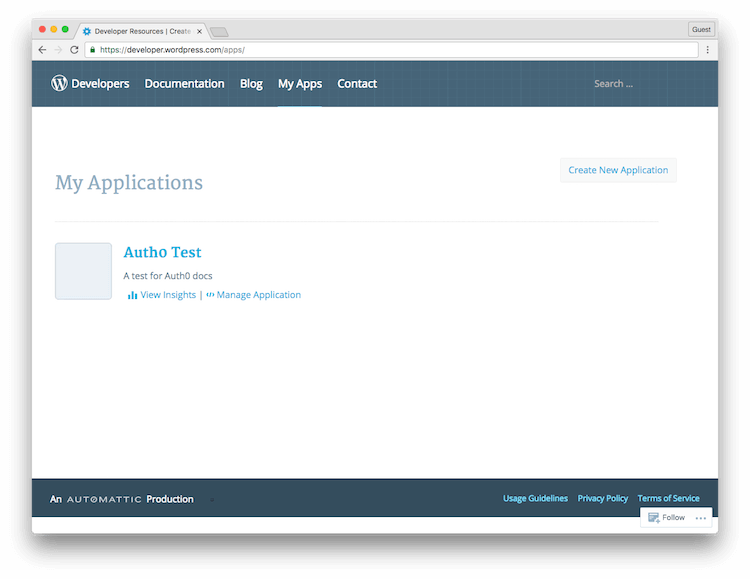 Developer Resources | Create
Guest
https://developer.wordpress.com/apps/
Developers Documentation Blog My Apps Contact Search ...
My Applications
Create New Application
Auth0 Test
A test for Auth0 docs
View Insights | Manage Application
An AUTOMATTIC Production
Usage Guidelines Privacy Policy Terms of Service
Follow